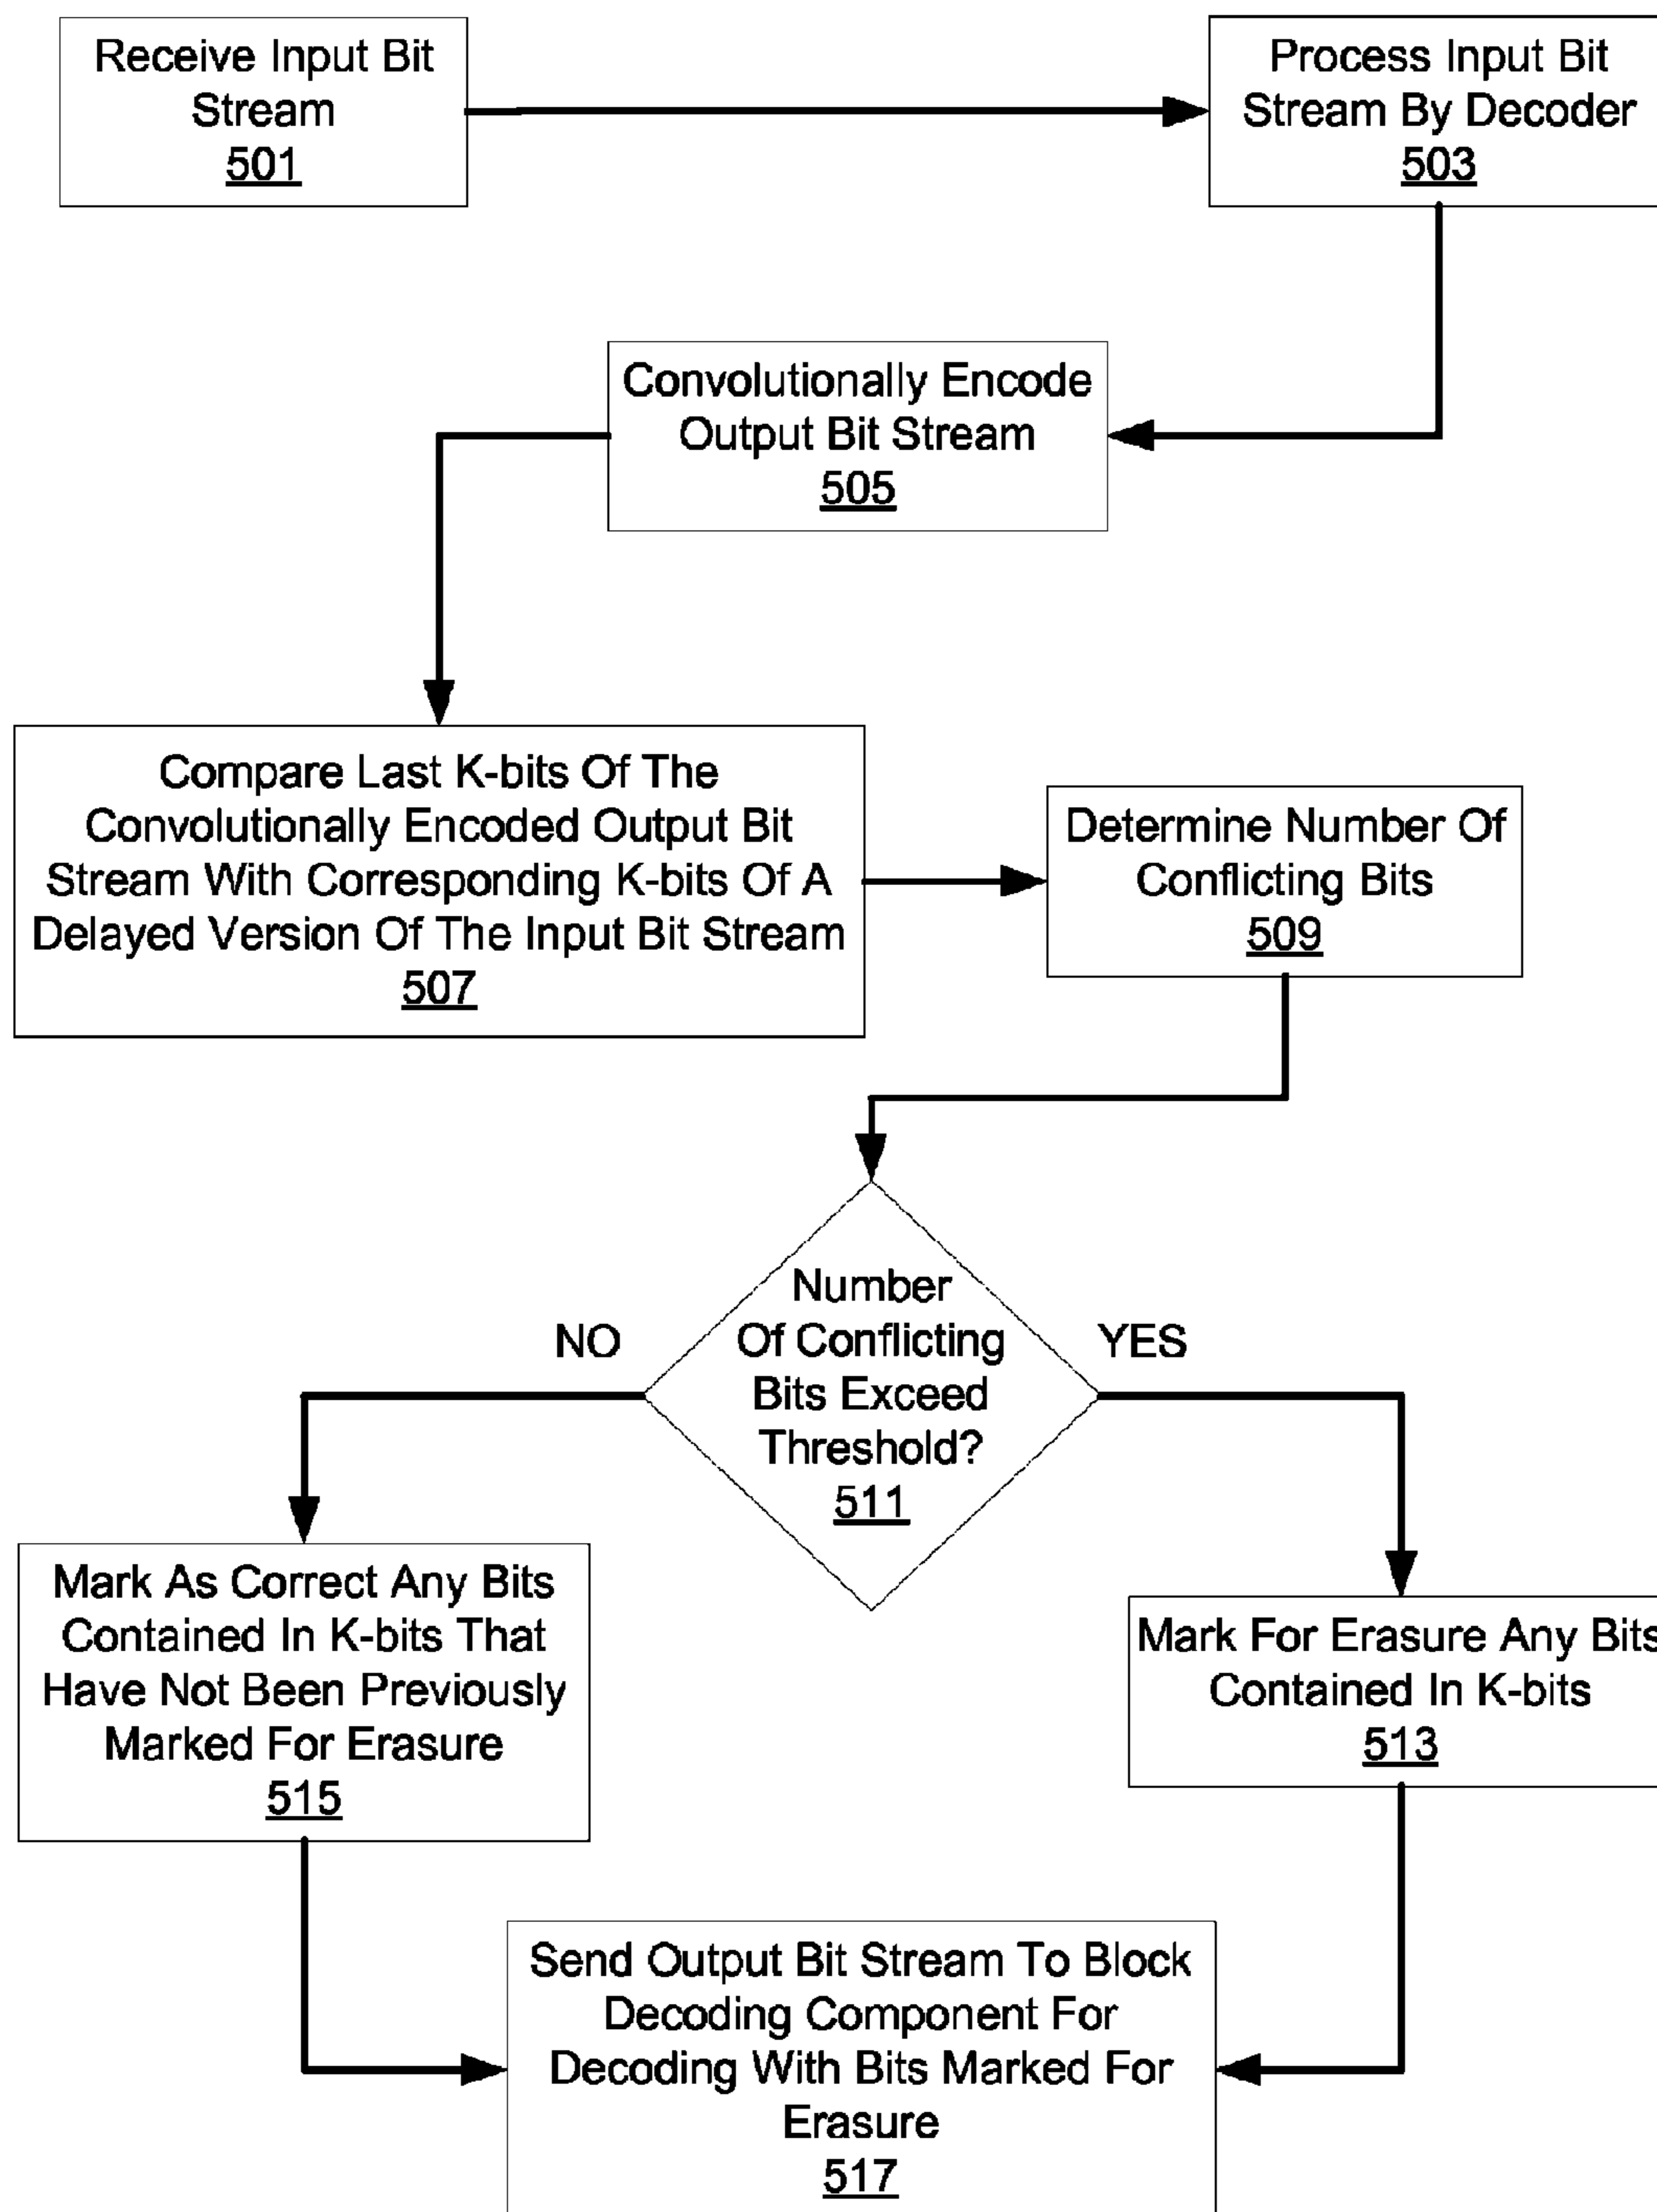 Receive Input Bit
Stream
501
Process Input Bit
Stream By Decoder
503
Convolutionally Encode
Output Bit Stream
505
Compare Last K-bits Of The
Convolutionally Encoded Output Bit
Stream With Corresponding K-bits Of A
Delayed Version Of The Input Bit Stream
507
Determine Number Of
Conflicting Bits
509
Number
Of Conflicting
Bits Exceed
Threshold?
511
NO
YES
Mark As Correct Any Bits
Contained In K-bits That
Have Not Been Previously
Marked For Erasure
515
Mark For Erasure Any Bits
Contained In K-bits
513
Send Output Bit Stream To Block
Decoding Component For
Decoding With Bits Marked For
Erasure
517